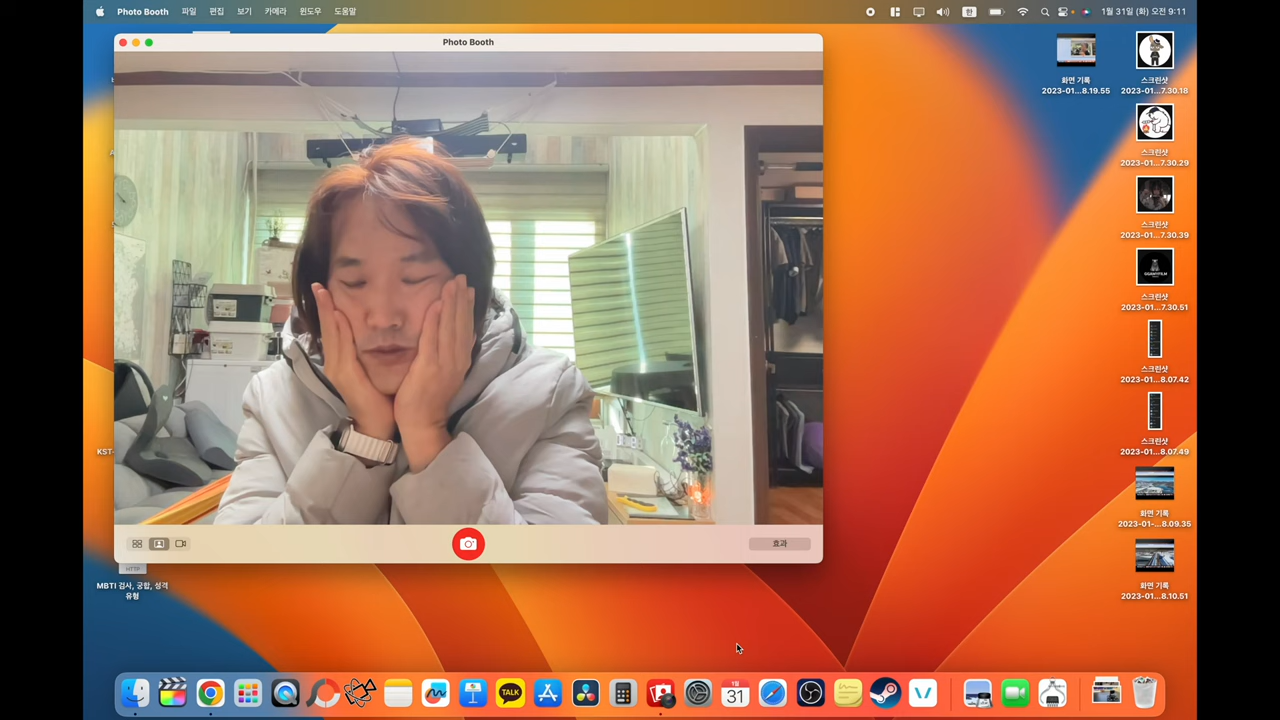 Photo Booth 파일 편집 보기 카메라 윈도우 도움말
한 1월 31일 (화) 오전 9:11
Photo Booth
화면 기록
2023-01...8.19.55
스크린샷
2023-01...7.30.18
스크린샷
2023-01...7.30.29
스크린샷
2023-01...7.30.39
스크린샷
2023-01...7.30.51
스크린샷
2023-01...8.07.42
스크린샷
2023-01...8.07.49
화면 기록
2023-01-...8.09.35
화면 기록
2023-01...8.10.51
KST-
효과
HTTP
MBTI 검사, 궁합, 성격
유형
TALK
1월
31